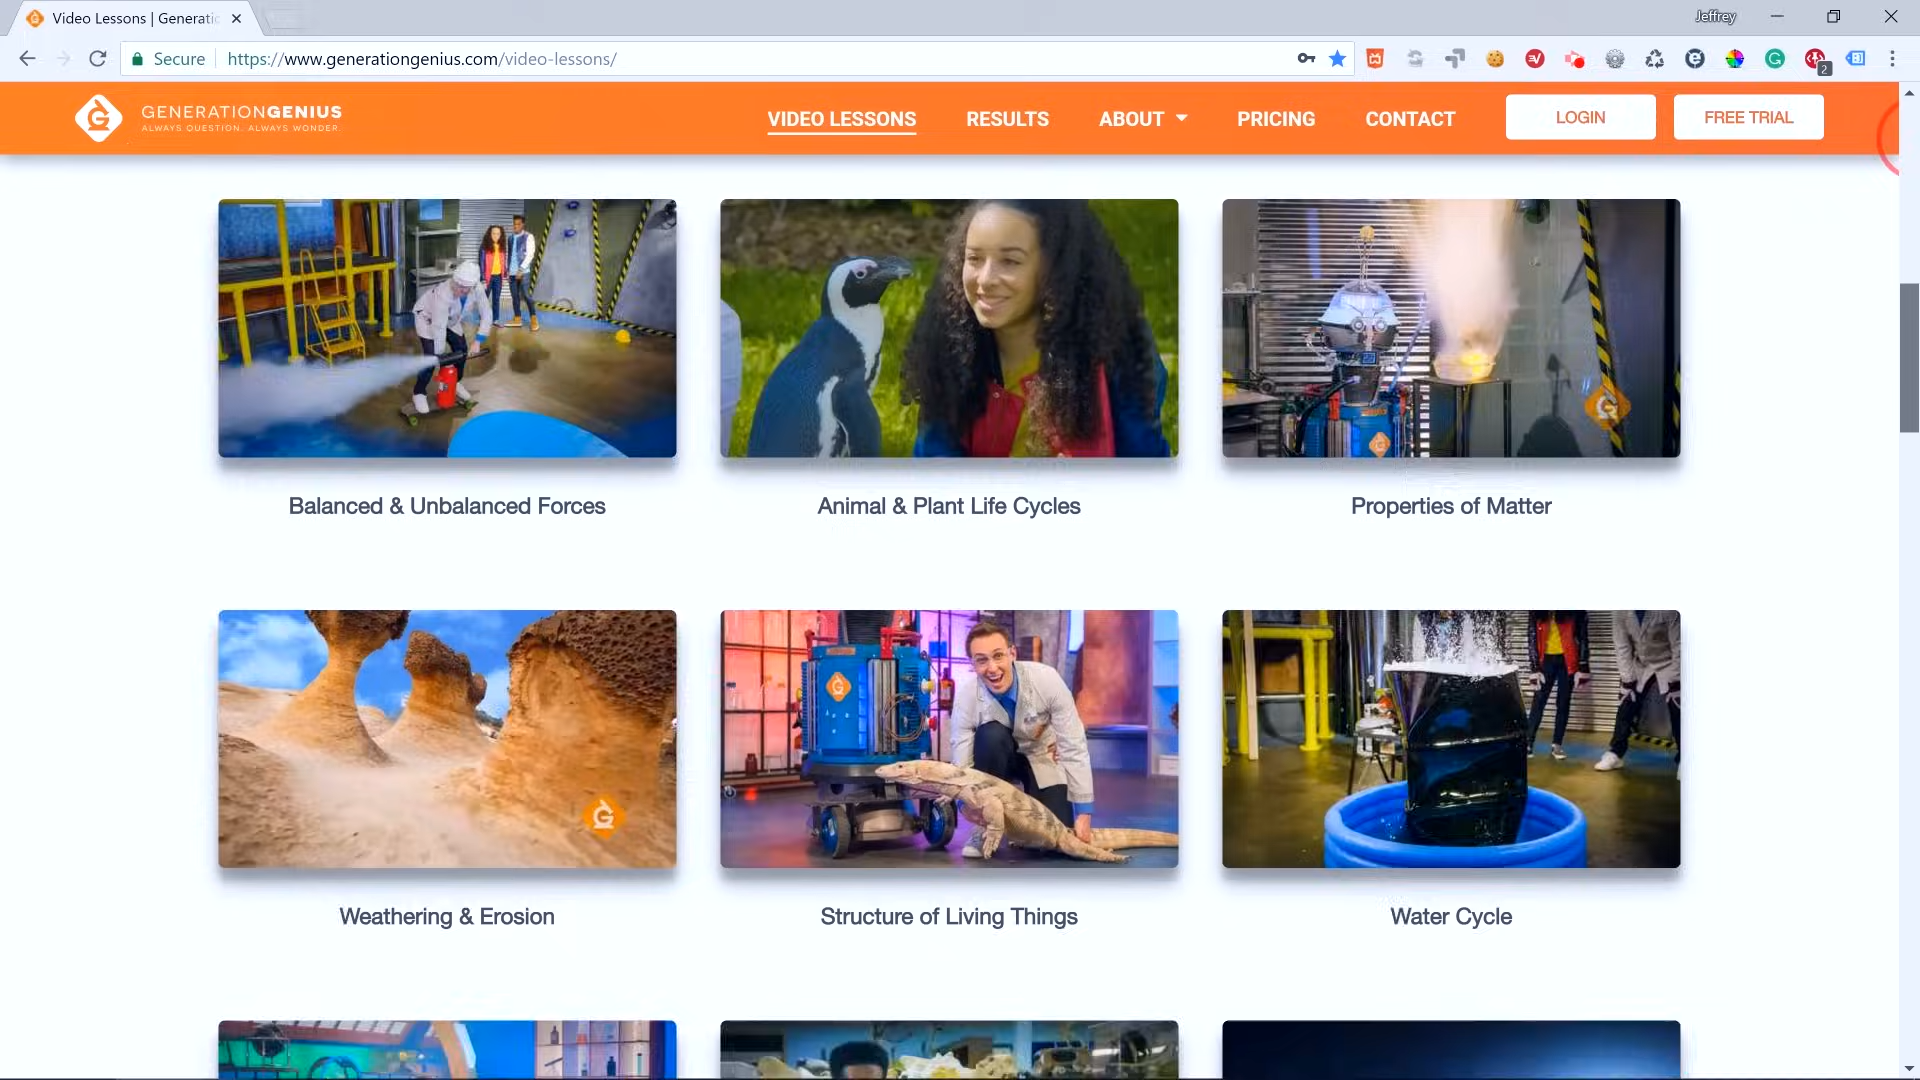 Video Lessons | Generatio
Jeffrey
Secure
https://www.generationgenius.com/video-lessons/
2
GENERATIONGENIUS
ALWAYS QUESTION. ALWAYS WONDER.
VIDEO LESSONS
RESULTS
ABOUT
PRICING
CONTACT
LOGIN
FREE TRIAL
Balanced & Unbalanced Forces
Animal & Plant Life Cycles
Properties of Matter
Weathering & Erosion
Structure of Living Things
Water Cycle